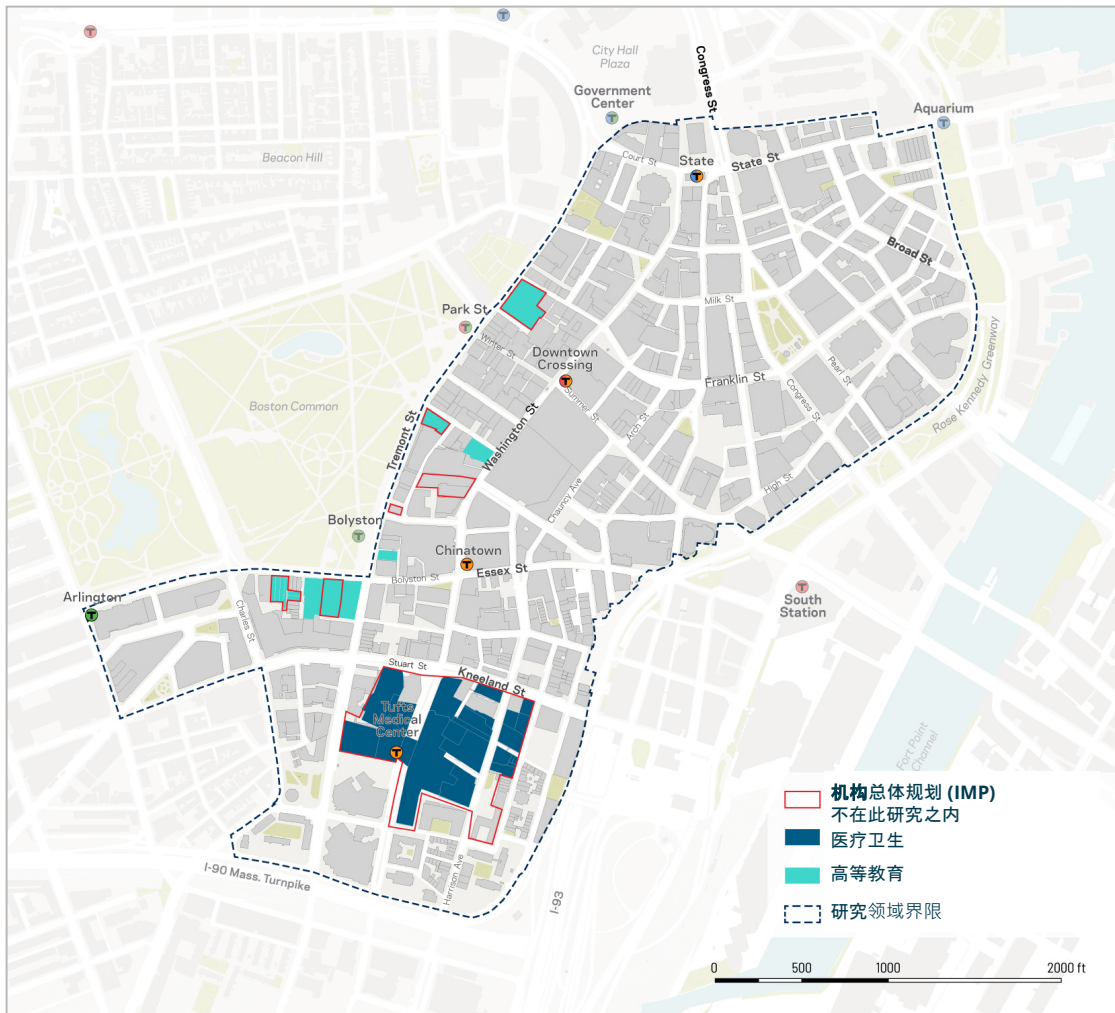 City Hall
Plaza
Congress St
Government
Center
Aquarium
Court St
State
State St
Beacon Hill
Broad St
Milk St
Park St
Winter St
Downtown
Crossing
Summer St
Franklin St
Pearl St
Congress St
Rose Kennedy Greenway
Boston Common
Tremont St
Washington St
Arch St
Chauncy Ave
High St
Bolyston
Chinatown
Essex St
Bolyston St
Arlington
Charles St
South
Station
Stuart St
Kneeland St
Tufts
Medical
Center
Fort Point
Channel
I-90 Mass. Turnpike
Harrison Ave
I-93
机构总体规划 (IMP)
不在此研究之内
医疗卫生
高等教育
研究领域界限
0 500 1000 2000 ft
T
T
T
T
T
T
T
T
T
T
T
T